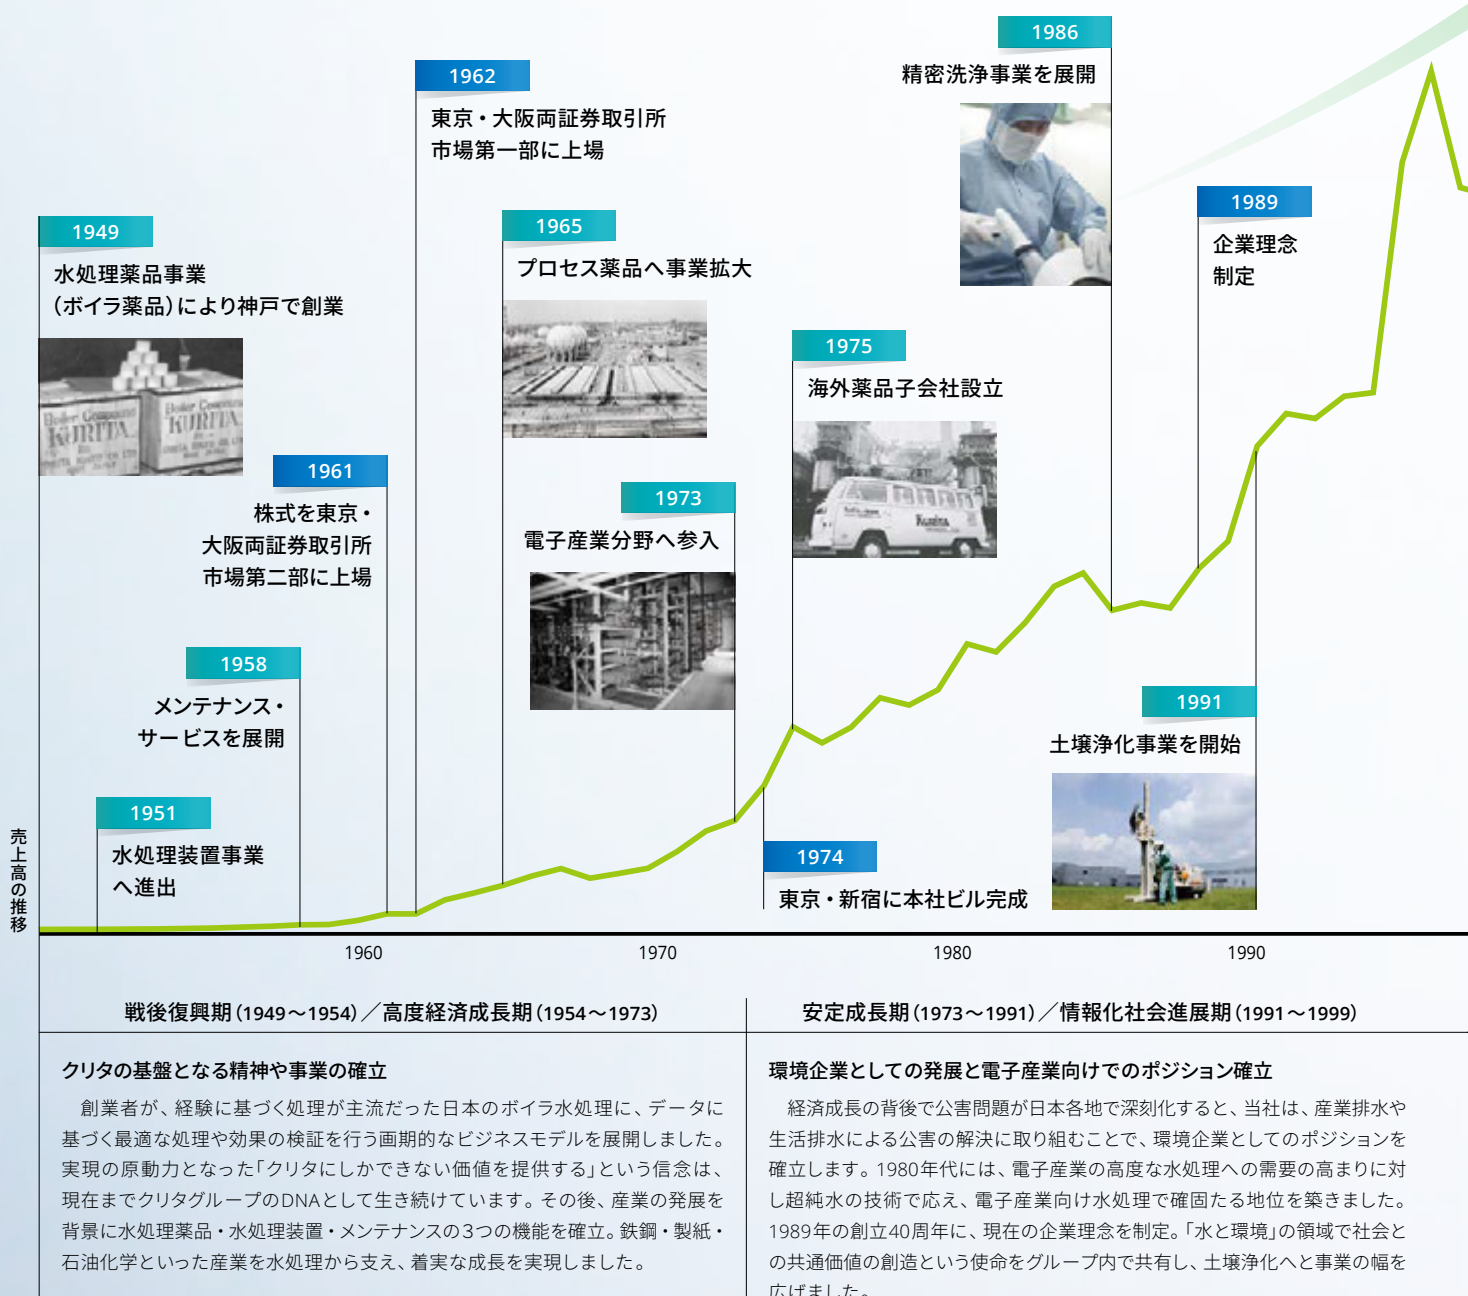 1986
精密洗浄事業を展開
1962
東京・大阪両証券取引所
市場第一部に上場
1989
企業理念
制定
1949
水処理薬品事業
（ボイラ薬品）により神戸で創業
Boiler Compound
KURITA
Boiler Compound
KURITA
1965
プロセス薬品へ事業拡大
1975
海外薬品子会社設立
Kurita
1961
株式を東京・
大阪両証券取引所
市場第二部に上場
1973
電子産業分野へ参入
1958
メンテナンス・
サービスを展開
1991
土壌浄化事業を開始
1951
水処理装置事業
へ進出
1974
東京・新宿に本社ビル完成
売上高の推移
1960
1970
1980
1990
戦後復興期（1949～1954）／高度経済成長期（1954～1973）
クリタの基盤となる精神や事業の確立
創業者が、経験に基づく処理が主流だった日本のボイラ水処理に、データに
基づく最適な処理や効果の検証を行う画期的なビジネスモデルを展開しました。
実現の原動力となった「クリタにしかできない価値を提供する」という信念は、
現在までクリタグループのDNAとして生き続けています。その後、産業の発展を
背景に水処理薬品・水処理装置・メンテナンスの3つの機能を確立。鉄鋼・製紙・
石油化学といった産業を水処理から支え、着実な成長を実現しました。
安定成長期（1973～1991）／情報化社会進展期（1991～1999）
環境企業としての発展と電子産業向けでのポジション確立
経済成長の背後で公害問題が日本各地で深刻化すると、当社は、産業排水や
生活排水による公害の解決に取り組むことで、環境企業としてのポジションを
確立します。1980年代には、電子産業の高度な水処理への需要の高まりに対
し超純水の技術で応え、電子産業向け水処理で確固たる地位を築きました。
1989年の創立40周年に、現在の企業理念を制定。「水と環境」の領域で社会と
の共通価値の創造という使命をグループ内で共有し、土壌浄化へと事業の幅を
広げました。